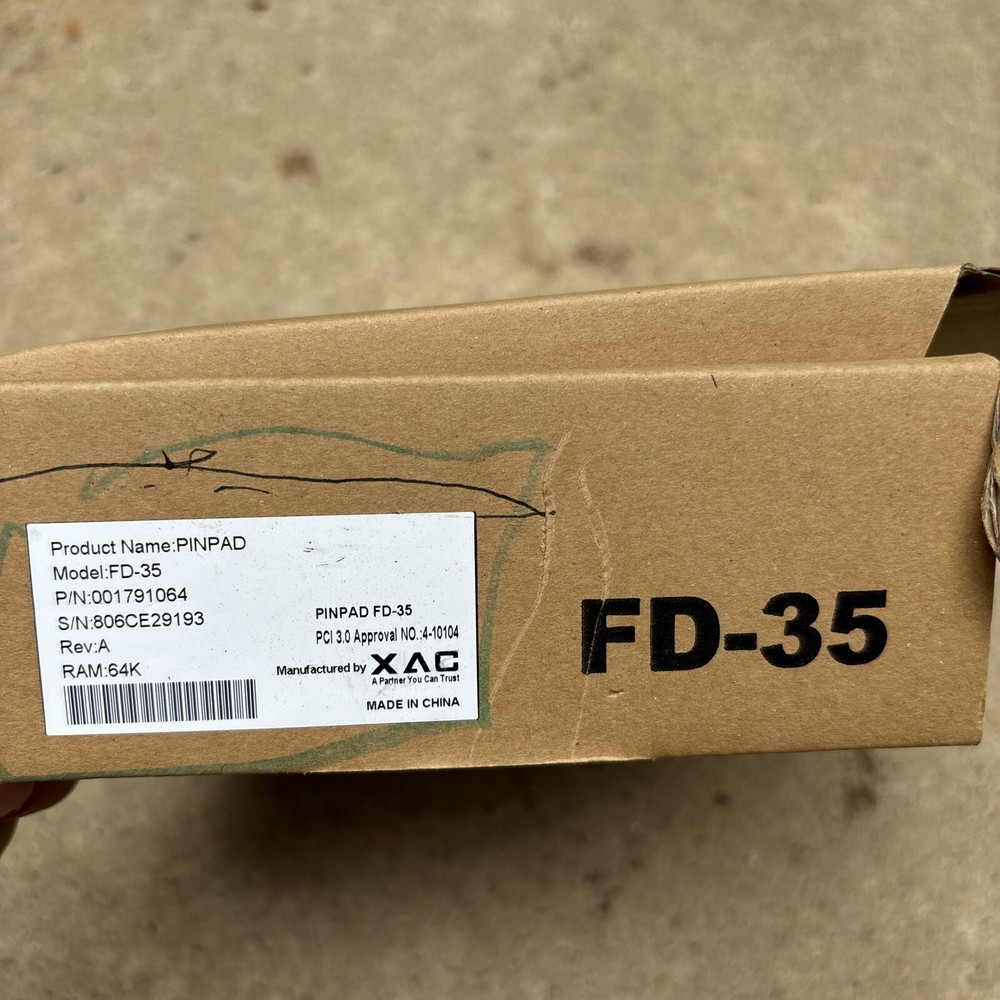 Product Name:PINPAD
Model:FD-35
P/N:001791064
S/N:806CE29193
Rev:A
RAM:64K
PINPAD FD-35
PCI 3.0 Approval NO.:4-10104
Manufactured by XAC
A Partner You Can Trust
MADE IN CHINA
FD-35